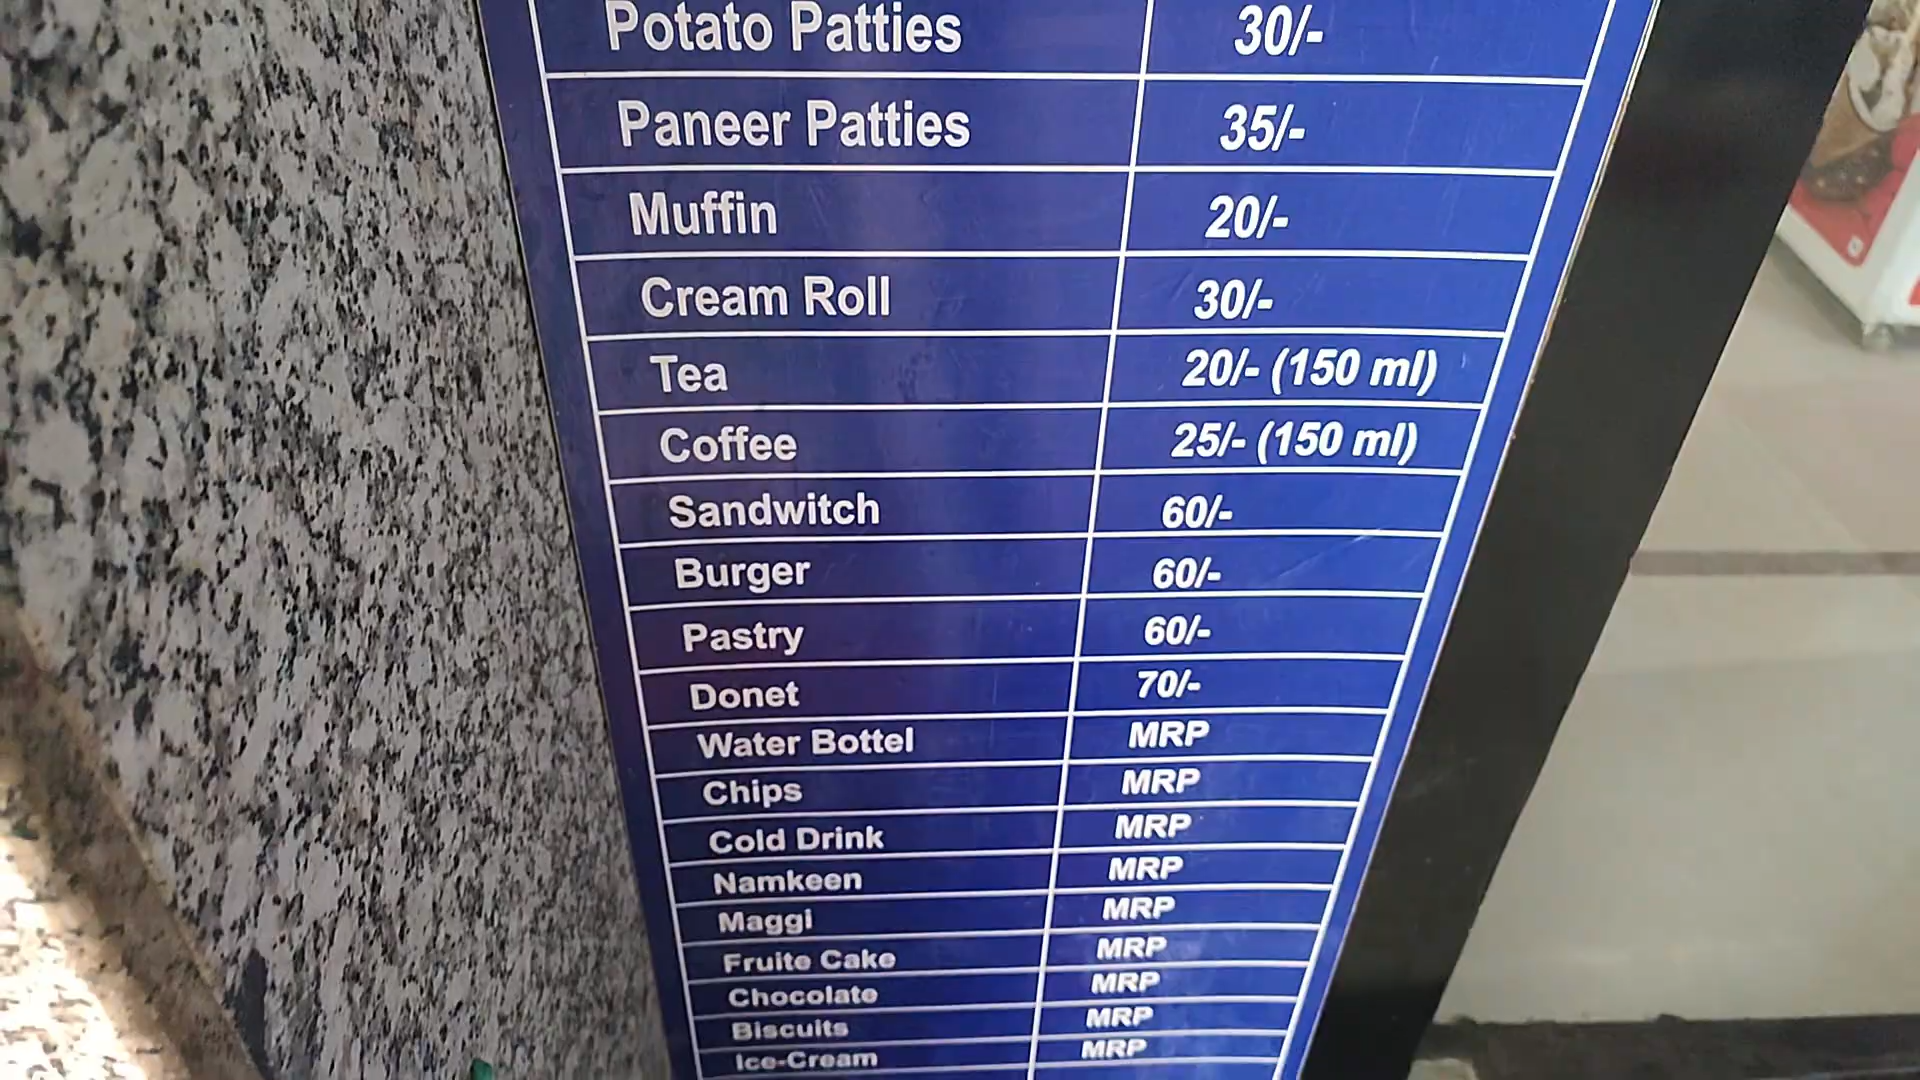 Potato Patties 30/-
Paneer Patties 35/-
Muffin 20/-
Cream Roll 30/-
Tea 20/- (150 ml)
Coffee 25/- (150 ml)
Sandwitch 60/-
Burger 60/-
Pastry 60/-
Donet 70/-
Water Bottel MRP
Chips MRP
Cold Drink MRP
Namkeen MRP
Maggi MRP
Fruite Cake MRP
Chocolate MRP
Biscuits MRP
Ice-Cream MRP